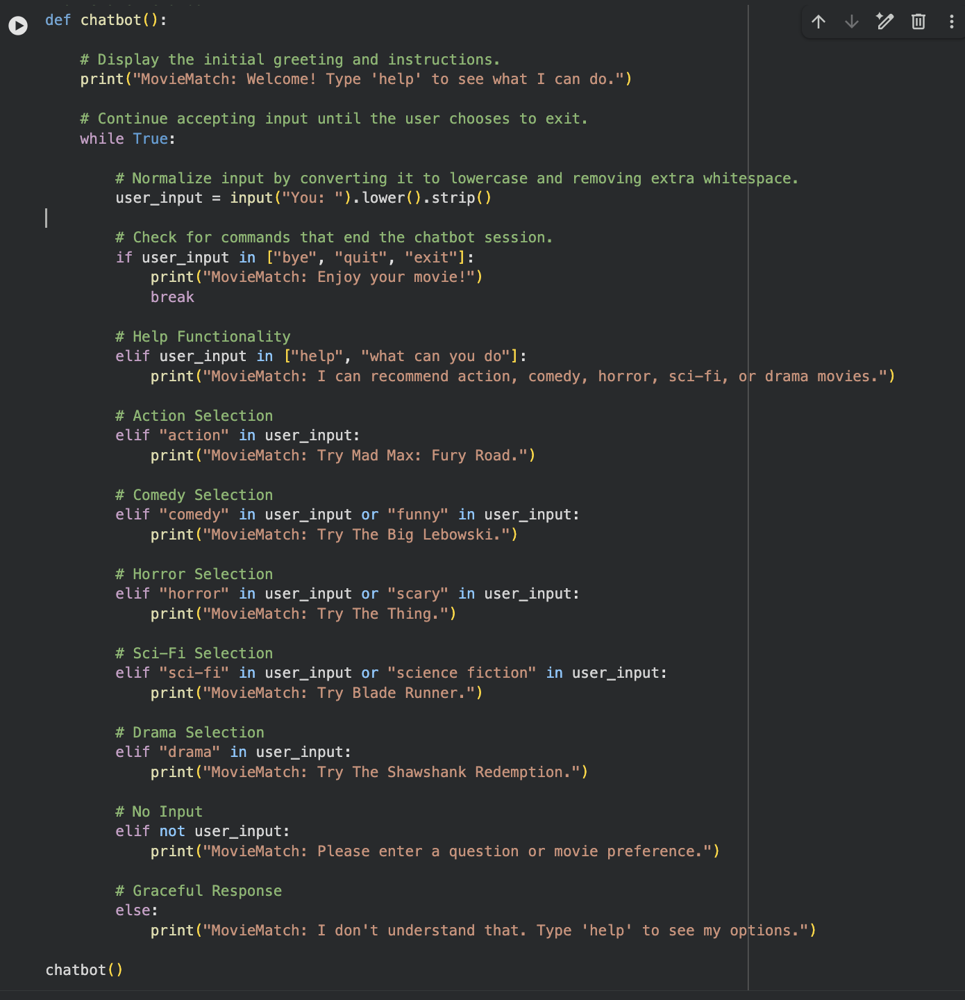 def chatbot():

    # Display the initial greeting and instructions.
    print("MovieMatch: Welcome! Type 'help' to see what I can do.")

    # Continue accepting input until the user chooses to exit.
    while True:

        # Normalize input by converting it to lowercase and removing extra whitespace.
        user_input = input("You: ").lower().strip()

        # Check for commands that end the chatbot session.
        if user_input in ["bye", "quit", "exit"]:
            print("MovieMatch: Enjoy your movie!")
            break

        # Help Functionality
        elif user_input in ["help", "what can you do"]:
            print("MovieMatch: I can recommend action, comedy, horror, sci-fi, or drama movies.")

        # Action Selection
        elif "action" in user_input:
            print("MovieMatch: Try Mad Max: Fury Road.")

        # Comedy Selection
        elif "comedy" in user_input or "funny" in user_input:
            print("MovieMatch: Try The Big Lebowski.")

        # Horror Selection
        elif "horror" in user_input or "scary" in user_input:
            print("MovieMatch: Try The Thing.")

        # Sci-Fi Selection
        elif "sci-fi" in user_input or "science fiction" in user_input:
            print("MovieMatch: Try Blade Runner.")

        # Drama Selection
        elif "drama" in user_input:
            print("MovieMatch: Try The Shawshank Redemption.")

        # No Input
        elif not user_input:
            print("MovieMatch: Please enter a question or movie preference.")

        # Graceful Response
        else:
            print("MovieMatch: I don't understand that. Type 'help' to see my options.")

chatbot()